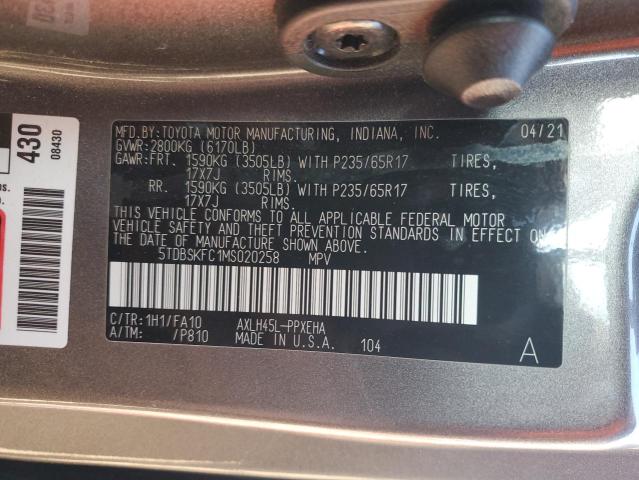 430
08430
MFD.BY:TOYOTA MOTOR MANUFACTURING, INDIANA, INC. 04/21
GVWR:2800KG (6170LB)
GAWR:FRT. 1590KG (3505LB) WITH P235/65R17 TIRES,
17X7J RIMS.
RR. 1590KG (3505LB) WITH P235/65R17 TIRES,
17X7J RIMS.
THIS VEHICLE CONFORMS TO ALL APPLICABLE FEDERAL MOTOR
VEHICLE SAFETY AND THEFT PREVENTION STANDARDS IN EFFECT ON
THE DATE OF MANUFACTURE SHOWN ABOVE.
5TDBSKFC1MS020258 MPV
C/TR:1H1/FA10 AXLH45L-PPXEHA
A/TM: /P810 MADE IN U.S.A. 104
A